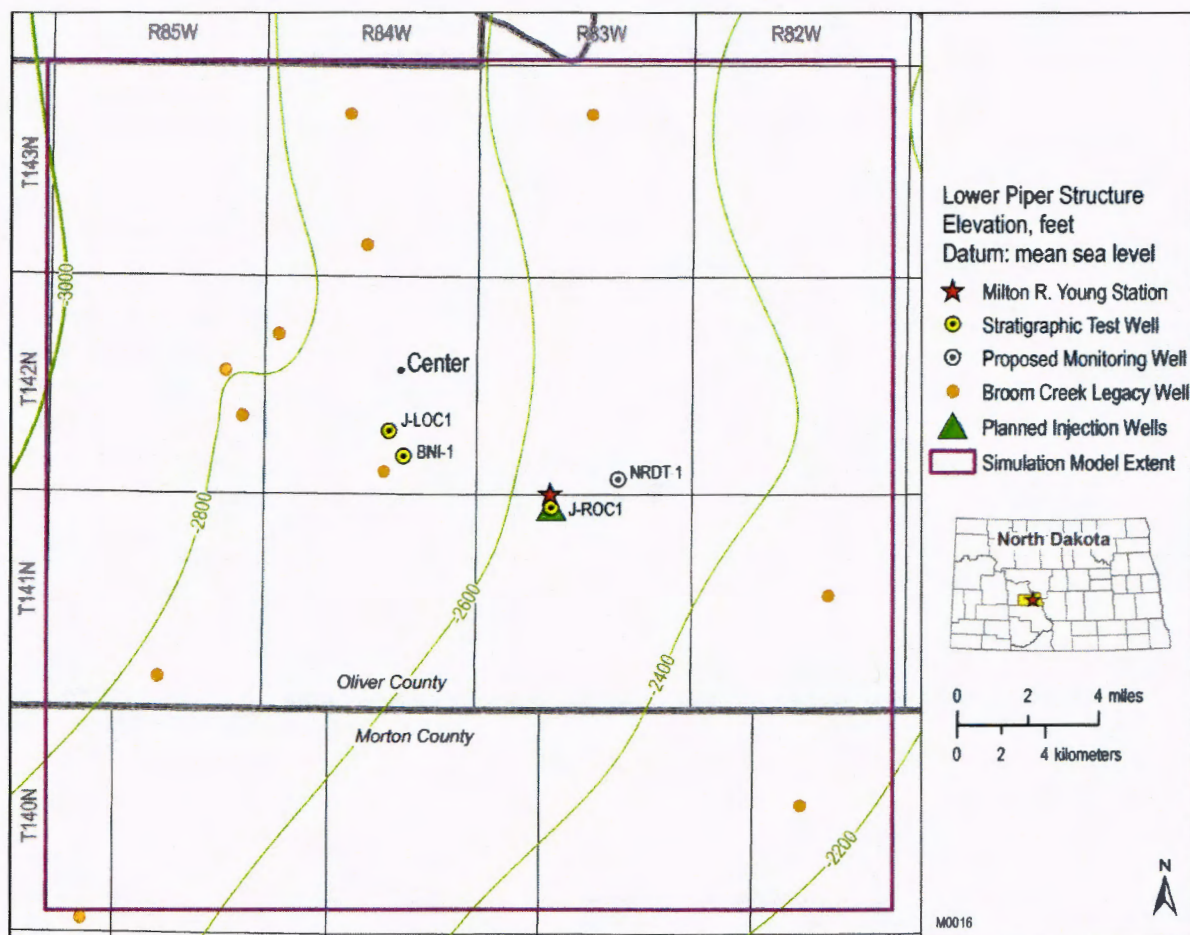 R85W
R84W
R83W
R82W
T143N
T142N
T141N
T140N
-3000
-2800
-2600
-2400
-2200
Center
J-LOC1
BNI-1
NRDT-1
J-ROC1
Oliver County
Morton County
Lower Piper Structure
Elevation, feet
Datum: mean sea level
Milton R. Young Station
Stratigraphic Test Well
Proposed Monitoring Well
Broom Creek Legacy Well
Planned Injection Wells
Simulation Model Extent
North Dakota
0 2 4 miles
0 2 4 kilometers
N
M0016